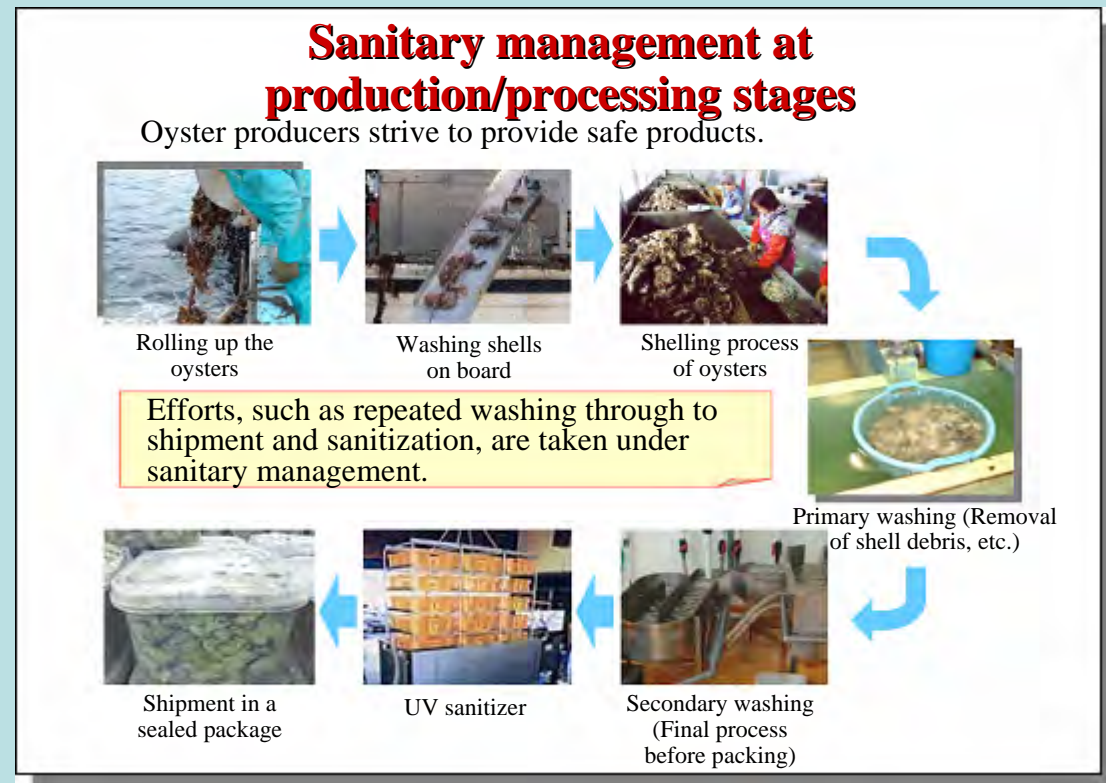 Sanitary management at
production/processing stages
Oyster producers strive to provide safe products.
Rolling up the
oysters
Washing shells
on board
Shelling process
of oysters
Efforts, such as repeated washing through to
shipment and sanitization, are taken under
sanitary management.
Primary washing (Removal
of shell debris, etc.)
Shipment in a
sealed package
UV sanitizer
Secondary washing
(Final process
before packing)